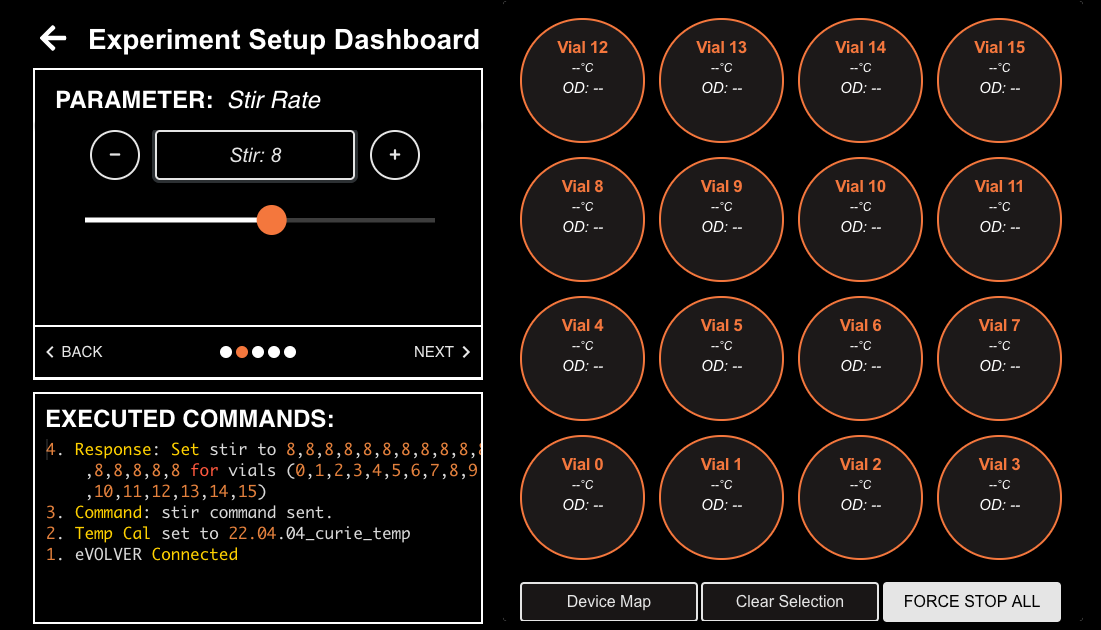 Experiment Setup Dashboard
PARAMETER: Stir Rate
−
Stir: 8
+
BACK
NEXT
EXECUTED COMMANDS:
4. Response: Set stir to 8,8,8,8,8,8,8,8,8,8,8
,8,8,8,8,8 for vials (0,1,2,3,4,5,6,7,8,9
,10,11,12,13,14,15)
3. Command: stir command sent.
2. Temp Cal set to 22.04.04_curie_temp
1. eVOLVER Connected
Vial 12
--°C
OD: --
Vial 13
--°C
OD: --
Vial 14
--°C
OD: --
Vial 15
--°C
OD: --
Vial 8
--°C
OD: --
Vial 9
--°C
OD: --
Vial 10
--°C
OD: --
Vial 11
--°C
OD: --
Vial 4
--°C
OD: --
Vial 5
--°C
OD: --
Vial 6
--°C
OD: --
Vial 7
--°C
OD: --
Vial 0
--°C
OD: --
Vial 1
--°C
OD: --
Vial 2
--°C
OD: --
Vial 3
--°C
OD: --
Device Map
Clear Selection
FORCE STOP ALL